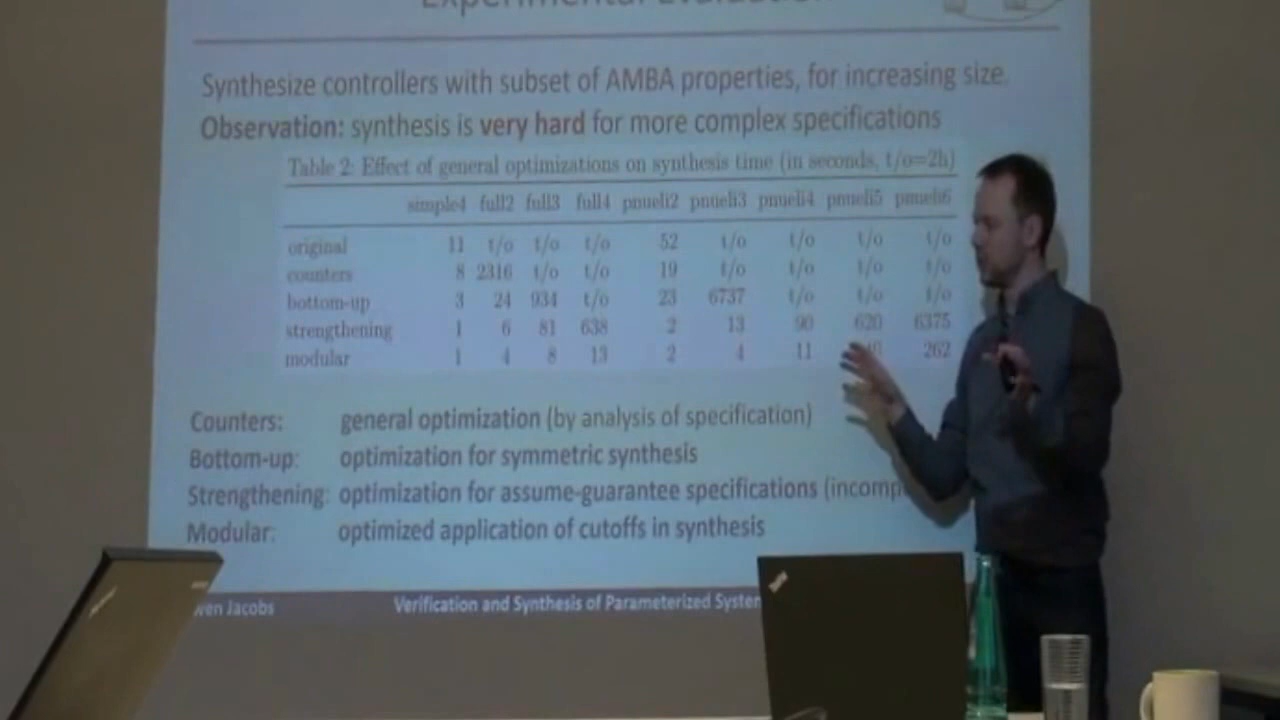 Experimental Evaluation
Synthesize controllers with subset of AMBA properties, for increasing size.
Observation: synthesis is very hard for more complex specifications
Table 2: Effect of general optimizations on synthesis time (in seconds, t/o=2h)
simple4 full2 full3 full4 pnueli2 pnueli3 pnueli4 pnueli5 pnueli6
original 11 t/o t/o t/o 52 t/o t/o t/o t/o
counters 8 2316 t/o t/o 19 t/o t/o t/o t/o
bottom-up 3 24 934 t/o 23 6737 t/o t/o t/o
strengthening 1 6 81 638 2 13 90 620 6375
modular 1 4 8 13 2 4 11 262
Counters: general optimization (by analysis of specification)
Bottom-up: optimization for symmetric synthesis
Strengthening: optimization for assume-guarantee specifications (incomp
Modular: optimized application of cutoffs in synthesis
wen Jacobs Verification and Synthesis of Parameterized System